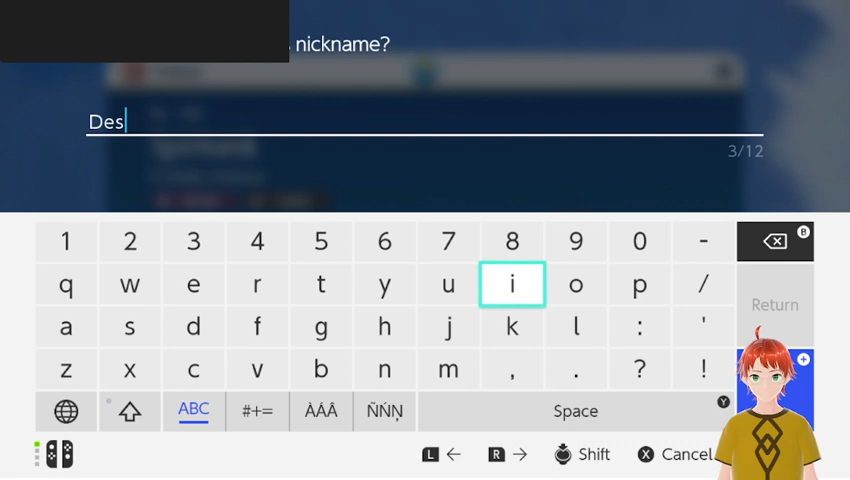 nickname?
Des
3/12
1 2 3 4 5 6 7 8 9 0 - B
q w e r t y u i o p / Return
a s d f g h j k l : '
z x c v b n m , . ? ! +
ABC #+= ÀÁÂ ÑŃŅ Space Y
L ← R → Shift X Cancel